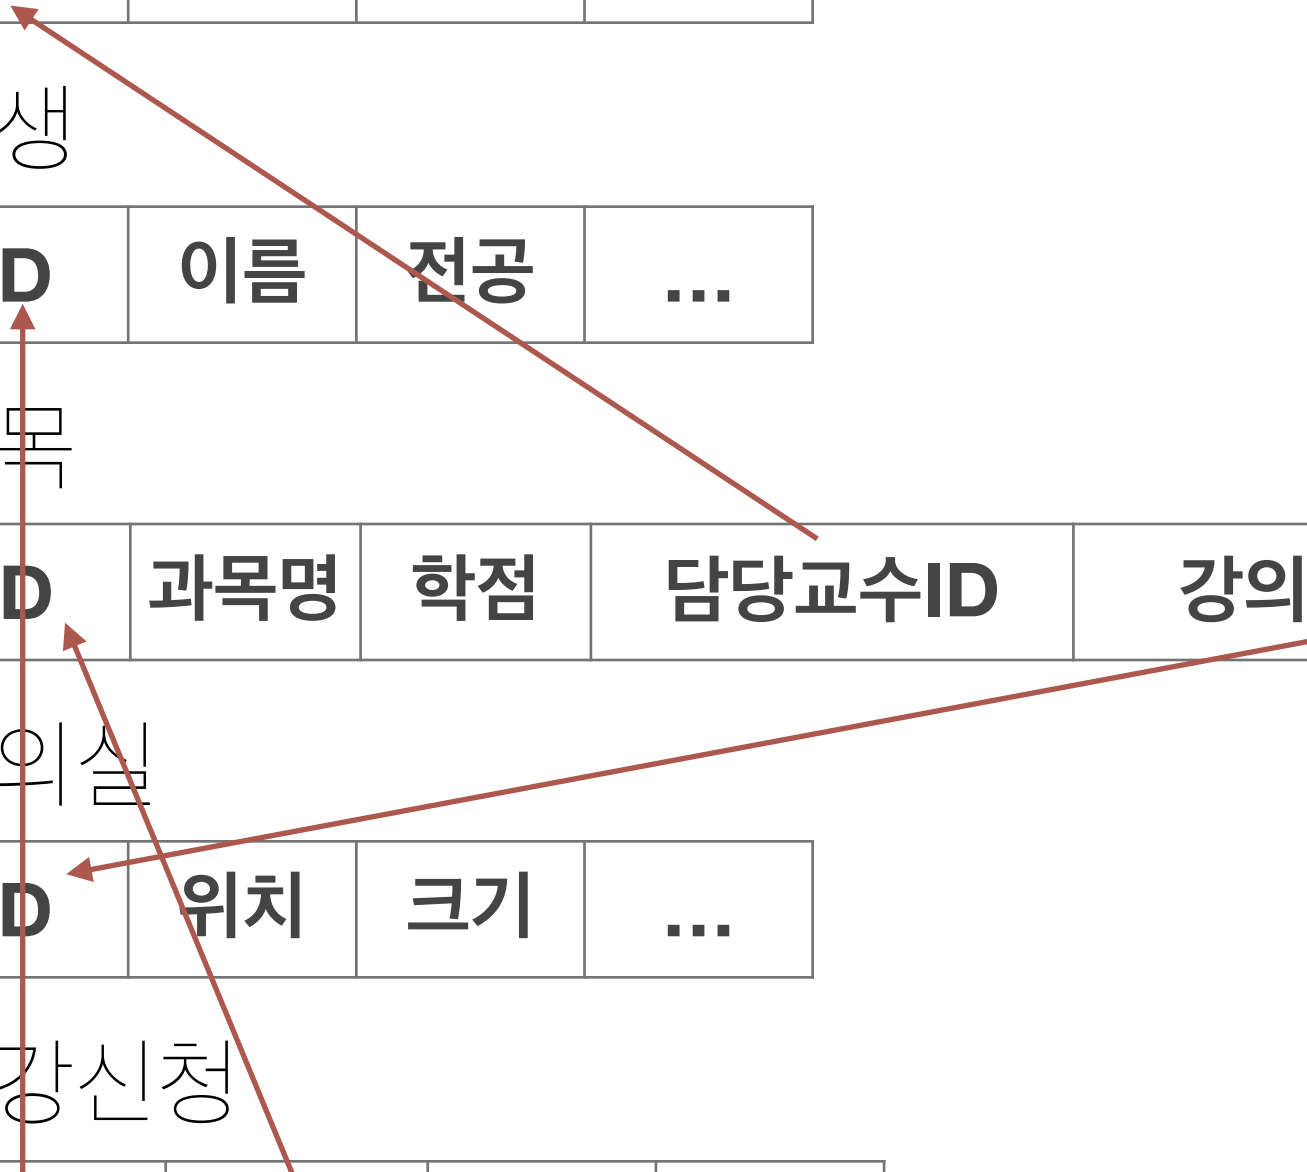 생
D 이름 전공 ...
목
D 과목명 학점 담당교수ID 강의
의실
D 위치 크기 ...
강신청